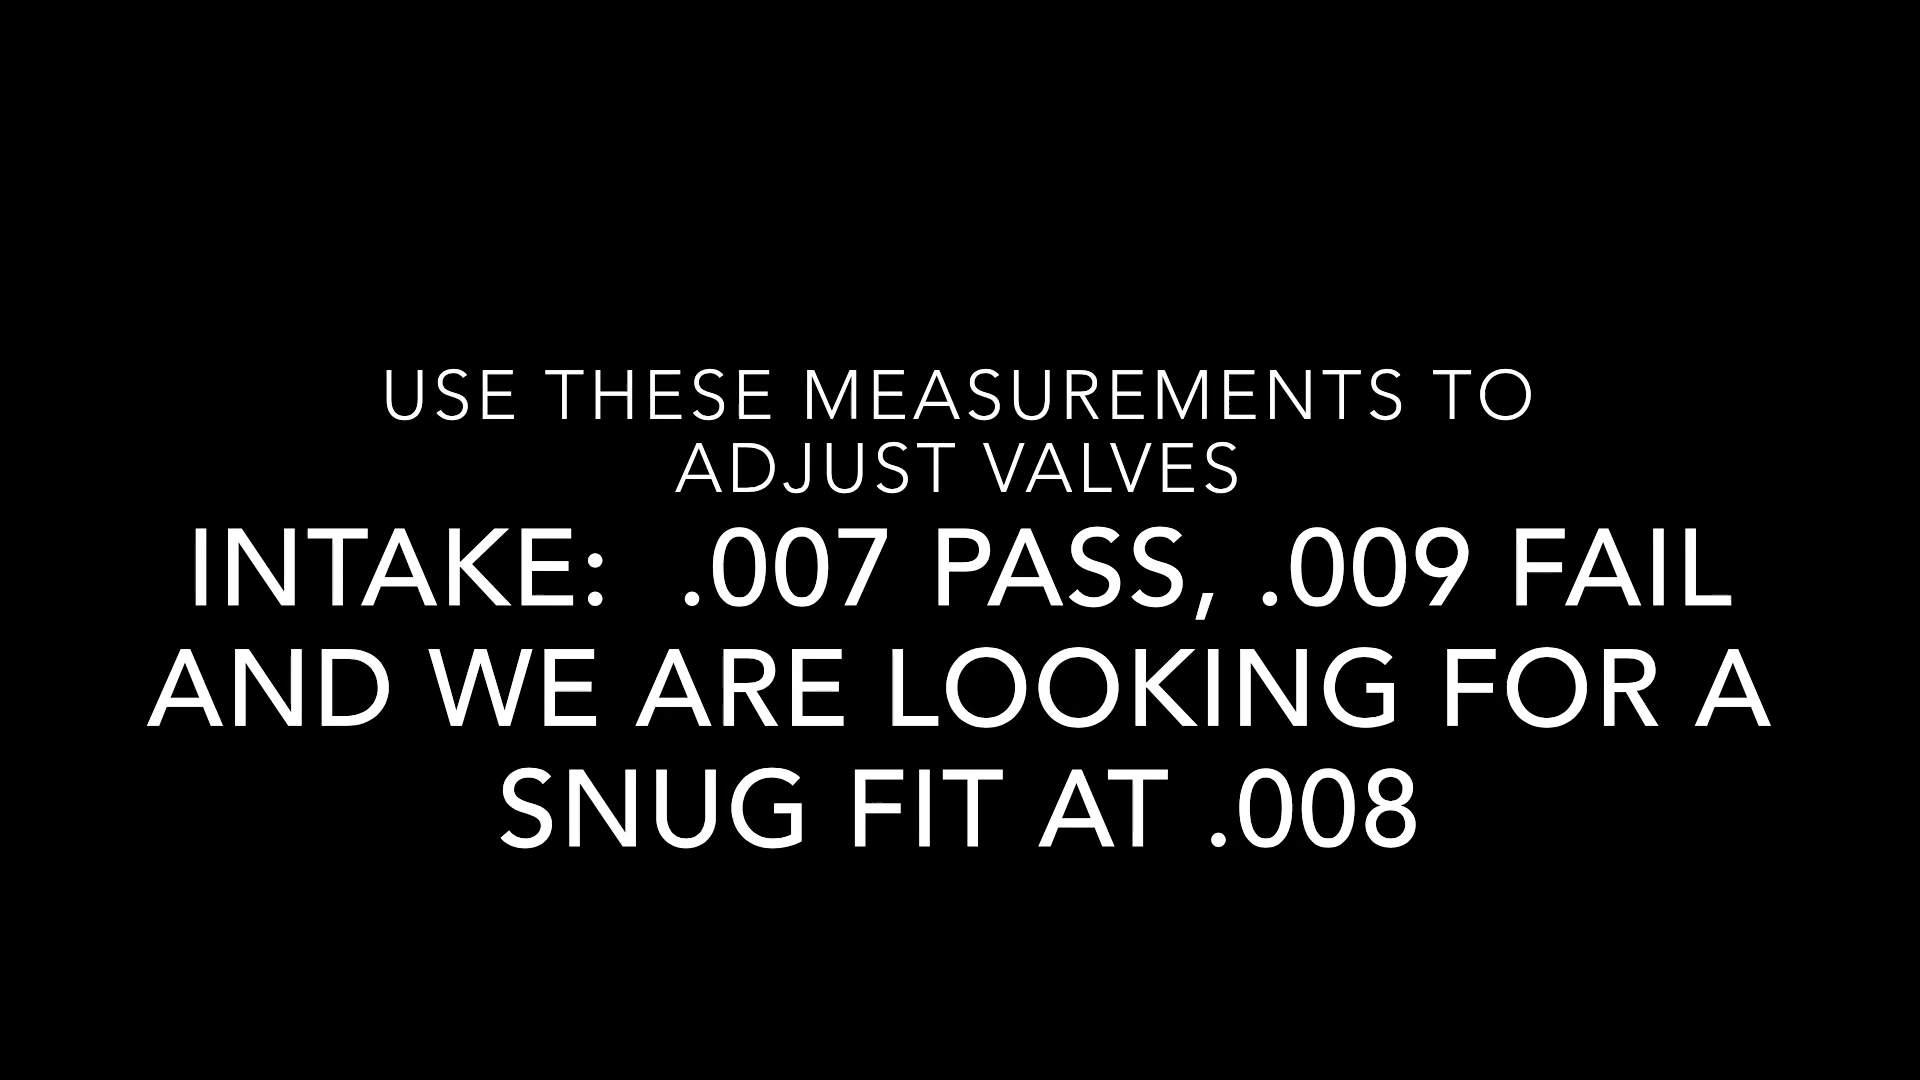 USE THESE MEASUREMENTS TO
ADJUST VALVES
INTAKE: .007 PASS, .009 FAIL
AND WE ARE LOOKING FOR A
SNUG FIT AT .008